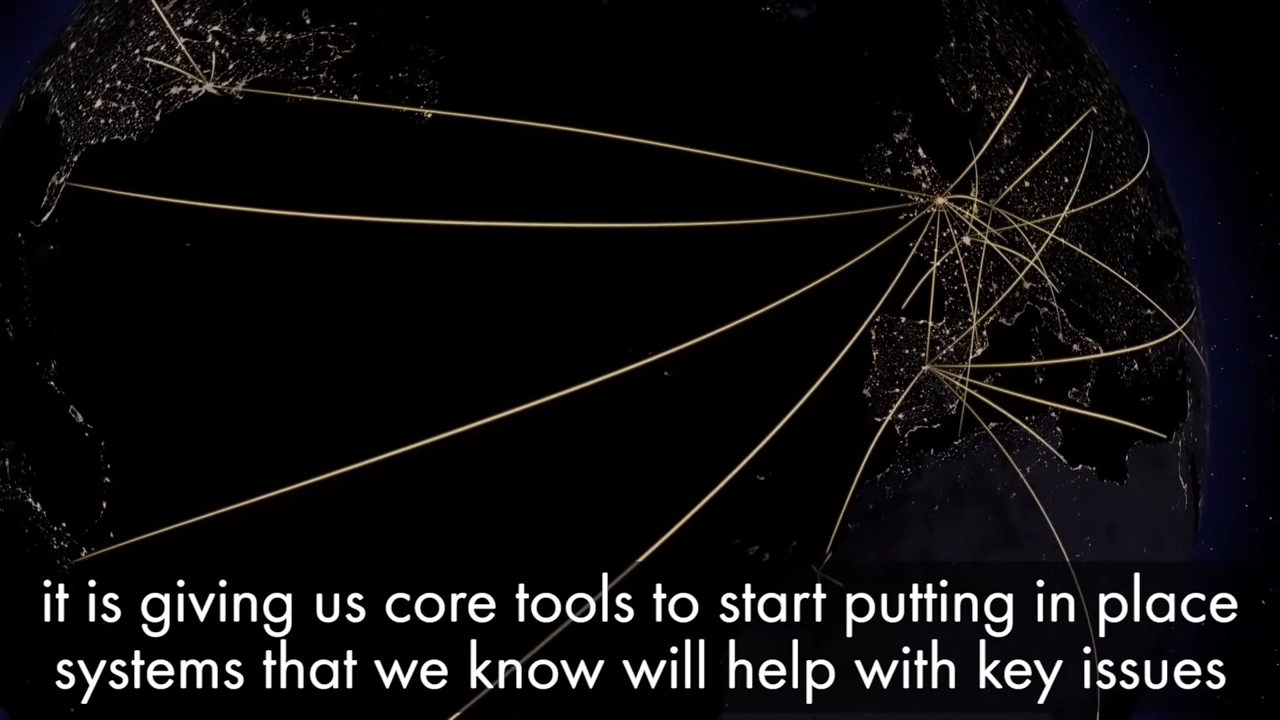 it is giving us core tools to start putting in place
systems that we know will help with key issues